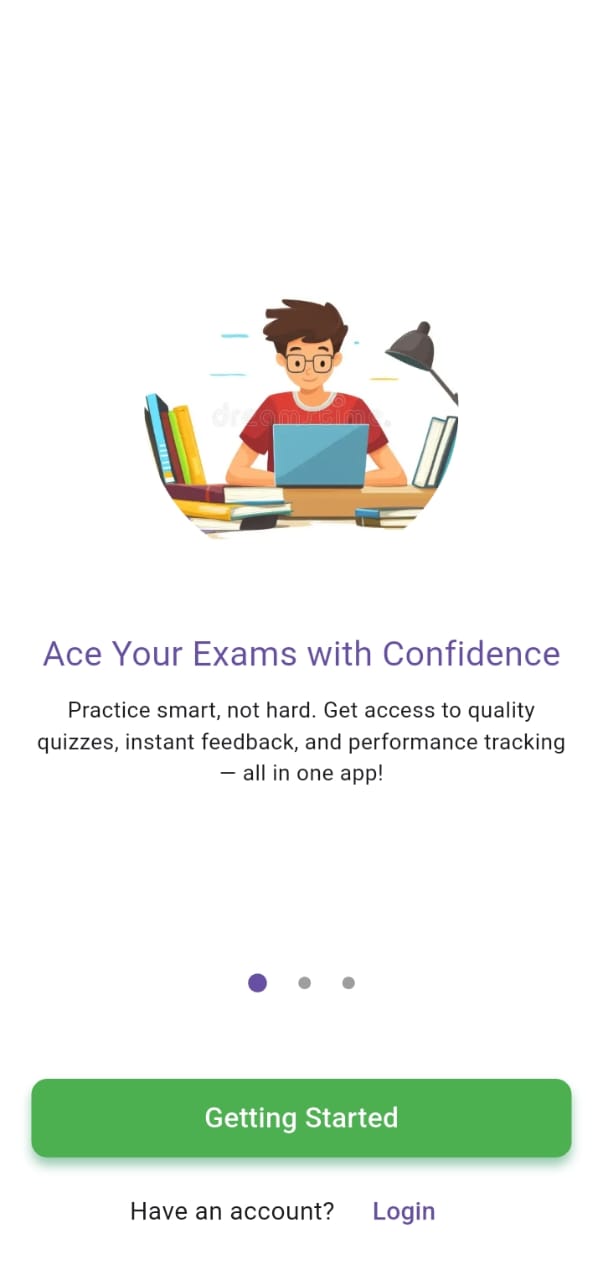 dreamstime.
Ace Your Exams with Confidence
Practice smart, not hard. Get access to quality
quizzes, instant feedback, and performance tracking
— all in one app!
Getting Started
Have an account? Login